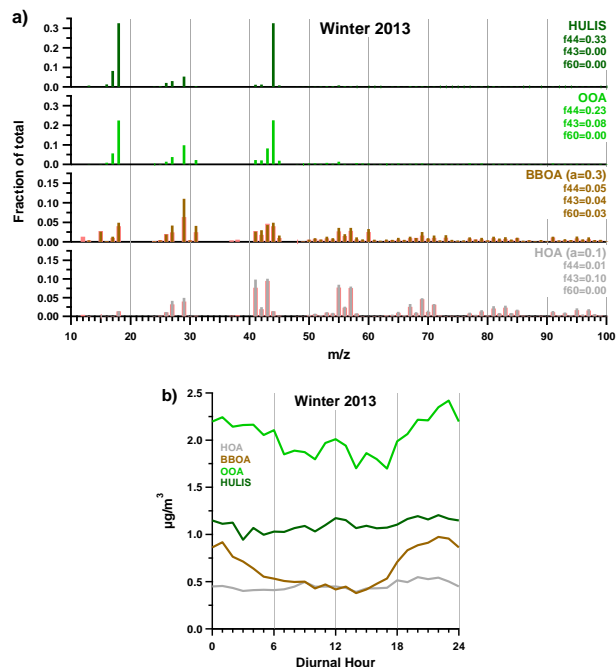 a)
Winter 2013
HULIS
f44=0.33
f43=0.00
f60=0.00
0.3
0.2
0.1
0.00
OOA
f44=0.23
f43=0.08
f60=0.00
0.3
0.2
0.1
0.00
BBOA (a=0.3)
f44=0.05
f43=0.04
f60=0.03
0.15
0.10
0.05
0.00
HOA (a=0.1)
f44=0.01
f43=0.10
f60=0.00
0.15
0.10
0.05
0.00
Fraction of total
10 20 30 40 50 60 70 80 90 100
m/z
b)
Winter 2013
2.5
2.0
1.5
1.0
0.5
0.0
HOA
BBOA
OOA
HULIS
µg/m³
0 6 12 18 24
Diurnal Hour